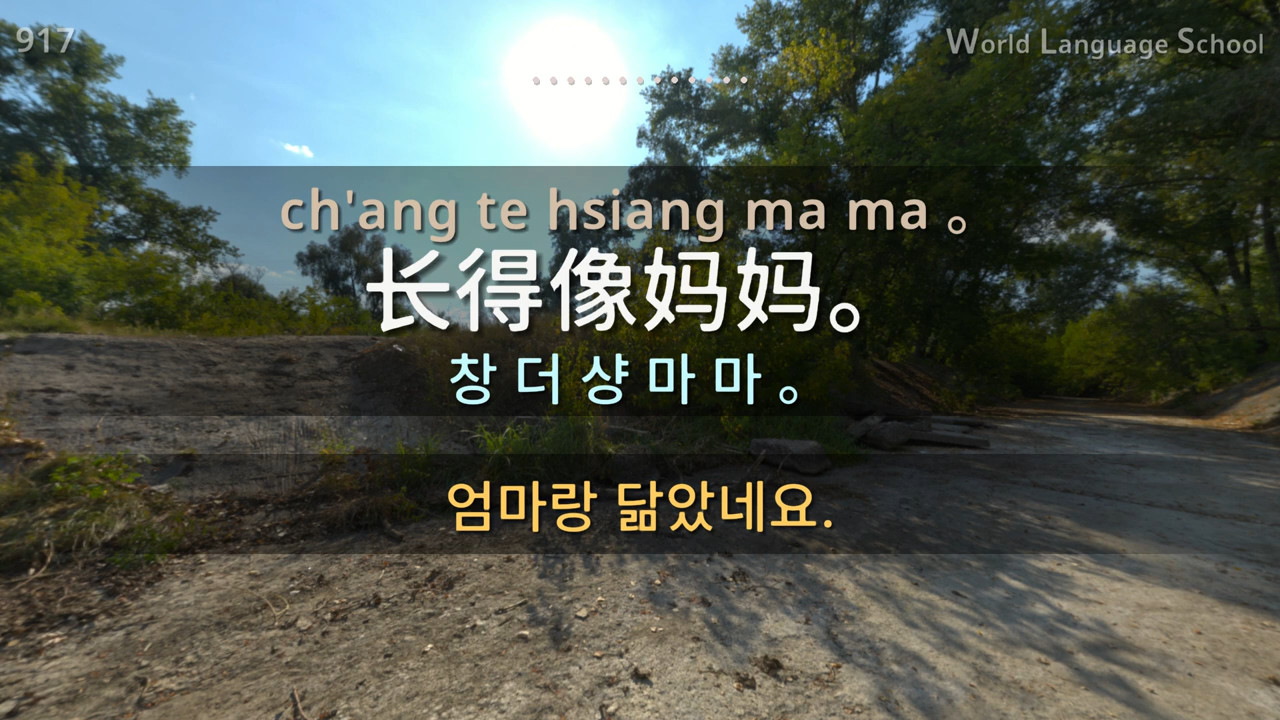 917
World Language School
ch'ang te hsiang ma ma 。
长得像妈妈。
창 더 샹 마 마 。
엄마랑 닮았네요.